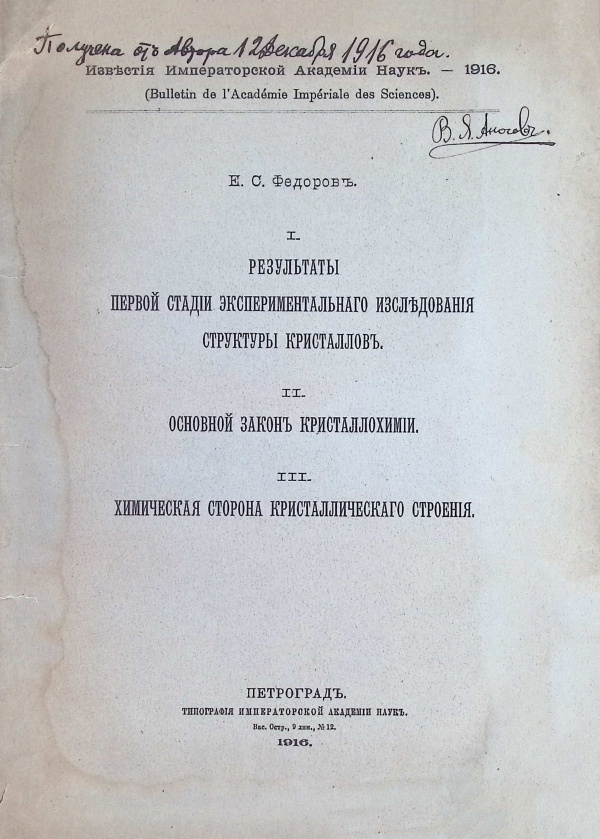 Получена отъ Автора 12 Декабря 1916 года.
Извѣстія Императорской Академіи Наукъ. — 1916.
(Bulletin de l'Académie Impériale des Sciences).
В. Я. Аносовъ.
Е. С. Федоровъ.
I.
РЕЗУЛЬТАТЫ
ПЕРВОЙ СТАДІИ ЭКСПЕРИМЕНТАЛЬНАГО ИЗСЛѢДОВАНІЯ
СТРУКТУРЫ КРИСТАЛЛОВЪ.
II.
ОСНОВНОЙ ЗАКОНЪ КРИСТАЛЛОХИМІИ.
III.
ХИМИЧЕСКАЯ СТОРОНА КРИСТАЛЛИЧЕСКАГО СТРОЕНІЯ.
ПЕТРОГРАДЪ.
ТИПОГРАФІЯ ИМПЕРАТОРСКОЙ АКАДЕМІИ НАУКЪ.
Вас. Остр., 9 лин., № 12.
1916.